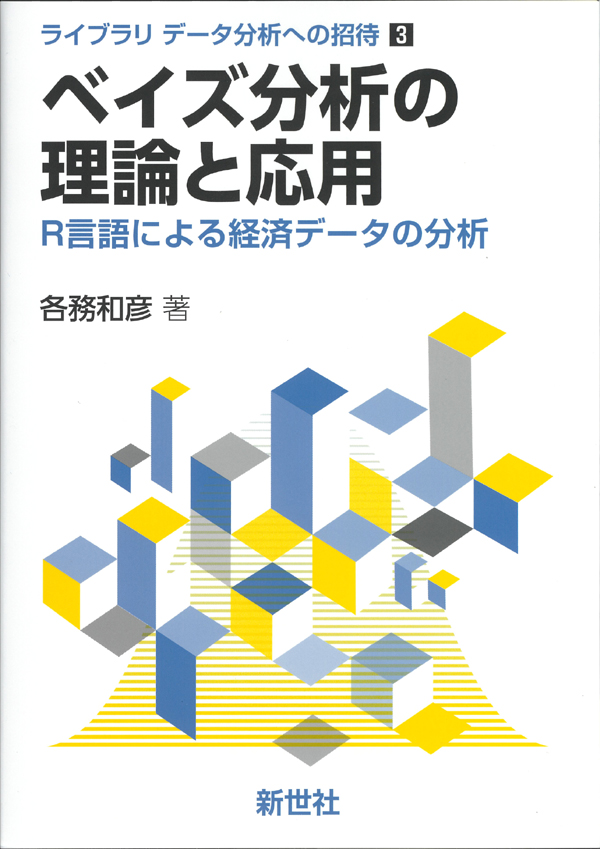 ライブラリ データ分析への招待 3
ベイズ分析の
理論と応用
R言語による経済データの分析
各務和彦 著
新世社